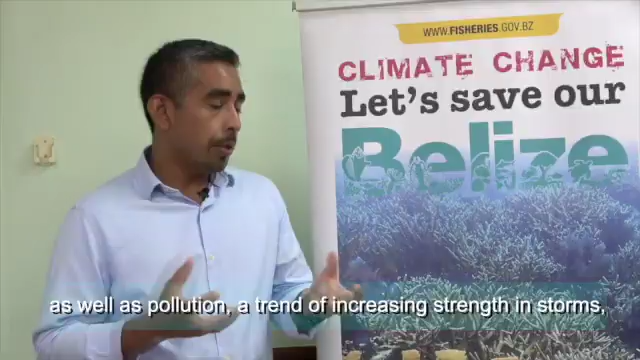 WWW.FISHERIES.GOV.BZ
CLIMATE CHANGE
Let's save our
Belize
as well as pollution, a trend of increasing strength in storms,